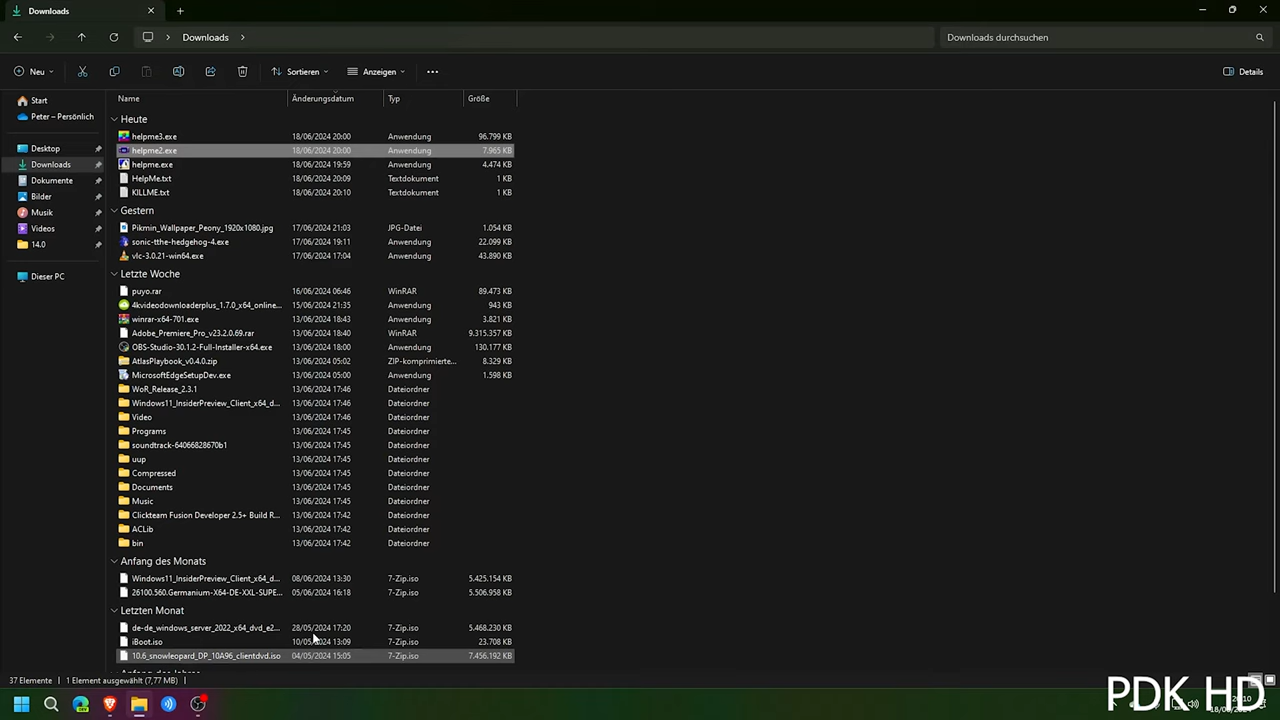 Downloads
Downloads
Downloads durchsuchen
Neu
Sortieren
Anzeigen
Details
Name Änderungsdatum Typ Größe
Start
Peter – Persönlich
Desktop
Downloads
Dokumente
Bilder
Musik
Videos
14.0
Dieser PC
Heute
helpme3.exe 18/06/2024 20:00 Anwendung 96.799 KB
helpme2.exe 18/06/2024 20:00 Anwendung 7.965 KB
helpme.exe 18/06/2024 19:59 Anwendung 4.474 KB
HelpMe.txt 18/06/2024 20:09 Textdokument 1 KB
KILLME.txt 18/06/2024 20:10 Textdokument 1 KB
Gestern
Pikmin_Wallpaper_Peony_1920x1080.jpg 17/06/2024 21:03 JPG-Datei 1.054 KB
sonic-tthe-hedgehog-4.exe 17/06/2024 19:11 Anwendung 22.099 KB
vlc-3.0.21-win64.exe 17/06/2024 17:04 Anwendung 43.890 KB
Letzte Woche
puyo.rar 16/06/2024 06:46 WinRAR 89.473 KB
4kvideodownloaderplus_1.7.0_x64_online... 15/06/2024 21:35 Anwendung 943 KB
winrar-x64-701.exe 13/06/2024 18:43 Anwendung 3.821 KB
Adobe_Premiere_Pro_v23.2.0.69.rar 13/06/2024 18:40 WinRAR 9.315.357 KB
OBS-Studio-30.1.2-Full-Installer-x64.exe 13/06/2024 18:00 Anwendung 130.177 KB
AtlasPlaybook_v0.4.0.zip 13/06/2024 05:02 ZIP-komprimierte... 8.329 KB
MicrosoftEdgeSetupDev.exe 13/06/2024 05:00 Anwendung 1.598 KB
WoR_Release_2.3.1 13/06/2024 17:46 Dateiordner
Windows11_InsiderPreview_Client_x64_d... 13/06/2024 17:46 Dateiordner
Video 13/06/2024 17:46 Dateiordner
Programs 13/06/2024 17:45 Dateiordner
soundtrack-64066828670b1 13/06/2024 17:45 Dateiordner
uup 13/06/2024 17:45 Dateiordner
Compressed 13/06/2024 17:45 Dateiordner
Documents 13/06/2024 17:45 Dateiordner
Music 13/06/2024 17:45 Dateiordner
Clickteam Fusion Developer 2.5+ Build R... 13/06/2024 17:42 Dateiordner
ACLib 13/06/2024 17:42 Dateiordner
bin 13/06/2024 17:42 Dateiordner
Anfang des Monats
Windows11_InsiderPreview_Client_x64_d... 08/06/2024 13:30 7-Zip.iso 5.425.154 KB
26100.560.Germanium-X64-DE-XXL-SUPE... 05/06/2024 16:18 7-Zip.iso 5.506.958 KB
Letzten Monat
de-de_windows_server_2022_x64_dvd_e2... 28/05/2024 17:20 7-Zip.iso 5.468.230 KB
iBoot.iso 10/05/2024 13:09 7-Zip.iso 23.708 KB
10.6_snowleopard_DP_10A96_clientdvd.iso 04/05/2024 15:05 7-Zip.iso 7.456.192 KB
37 Elemente 1 Element ausgewählt (7,77 MB)
PDK HD